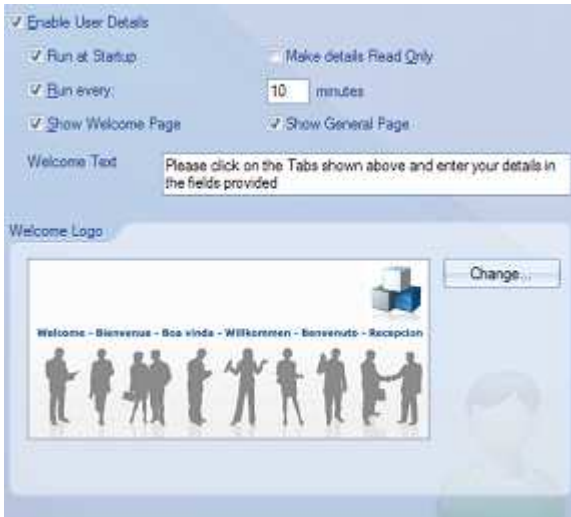 Enable User Details
Run at Startup
Make details Read Only
Run every:
10 minutes
Show Welcome Page
Show General Page
Welcome Text
Please click on the Tabs shown above and enter your details in
the fields provided
Welcome Logo
Change...
Welcome - Bienvenue - Boa vinda - Willkommen - Benvenuto - Recepcion